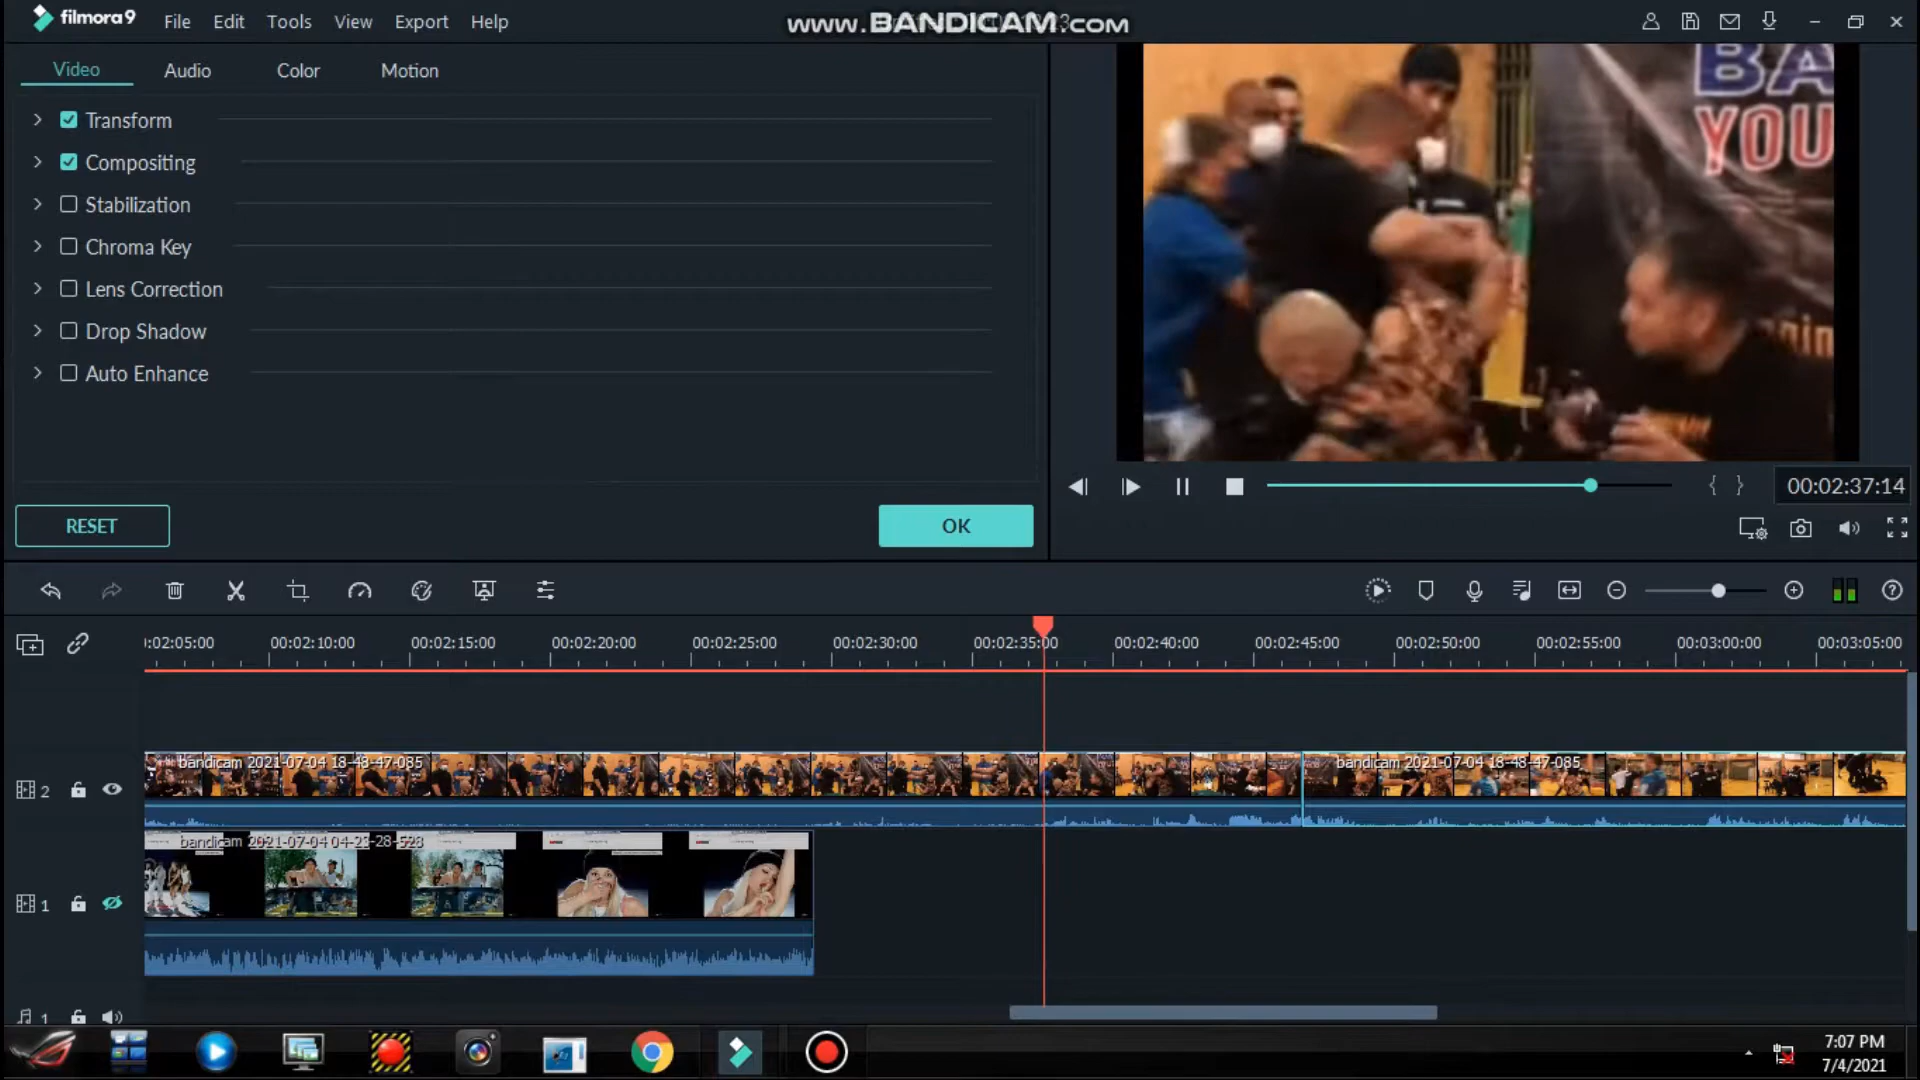 filmora9 File Edit Tools View Export Help
www.BANDICAM.com
Video Audio Color Motion
Transform
Compositing
Stabilization
Chroma Key
Lens Correction
Drop Shadow
Auto Enhance
RESET OK
BA
YOU
{ } 00:02:37:14
:02:05:00 00:02:10:00 00:02:15:00 00:02:20:00 00:02:25:00 00:02:30:00 00:02:35:00 00:02:40:00 00:02:45:00 00:02:50:00 00:02:55:00 00:03:00:00 00:03:05:00
bandicam 2021-07-04 18-48-47-085 bandicam 2021-07-04 18-48-47-085
2
bandicam 2021-07-04 04-23-28-528
1
1
7:07 PM
7/4/2021